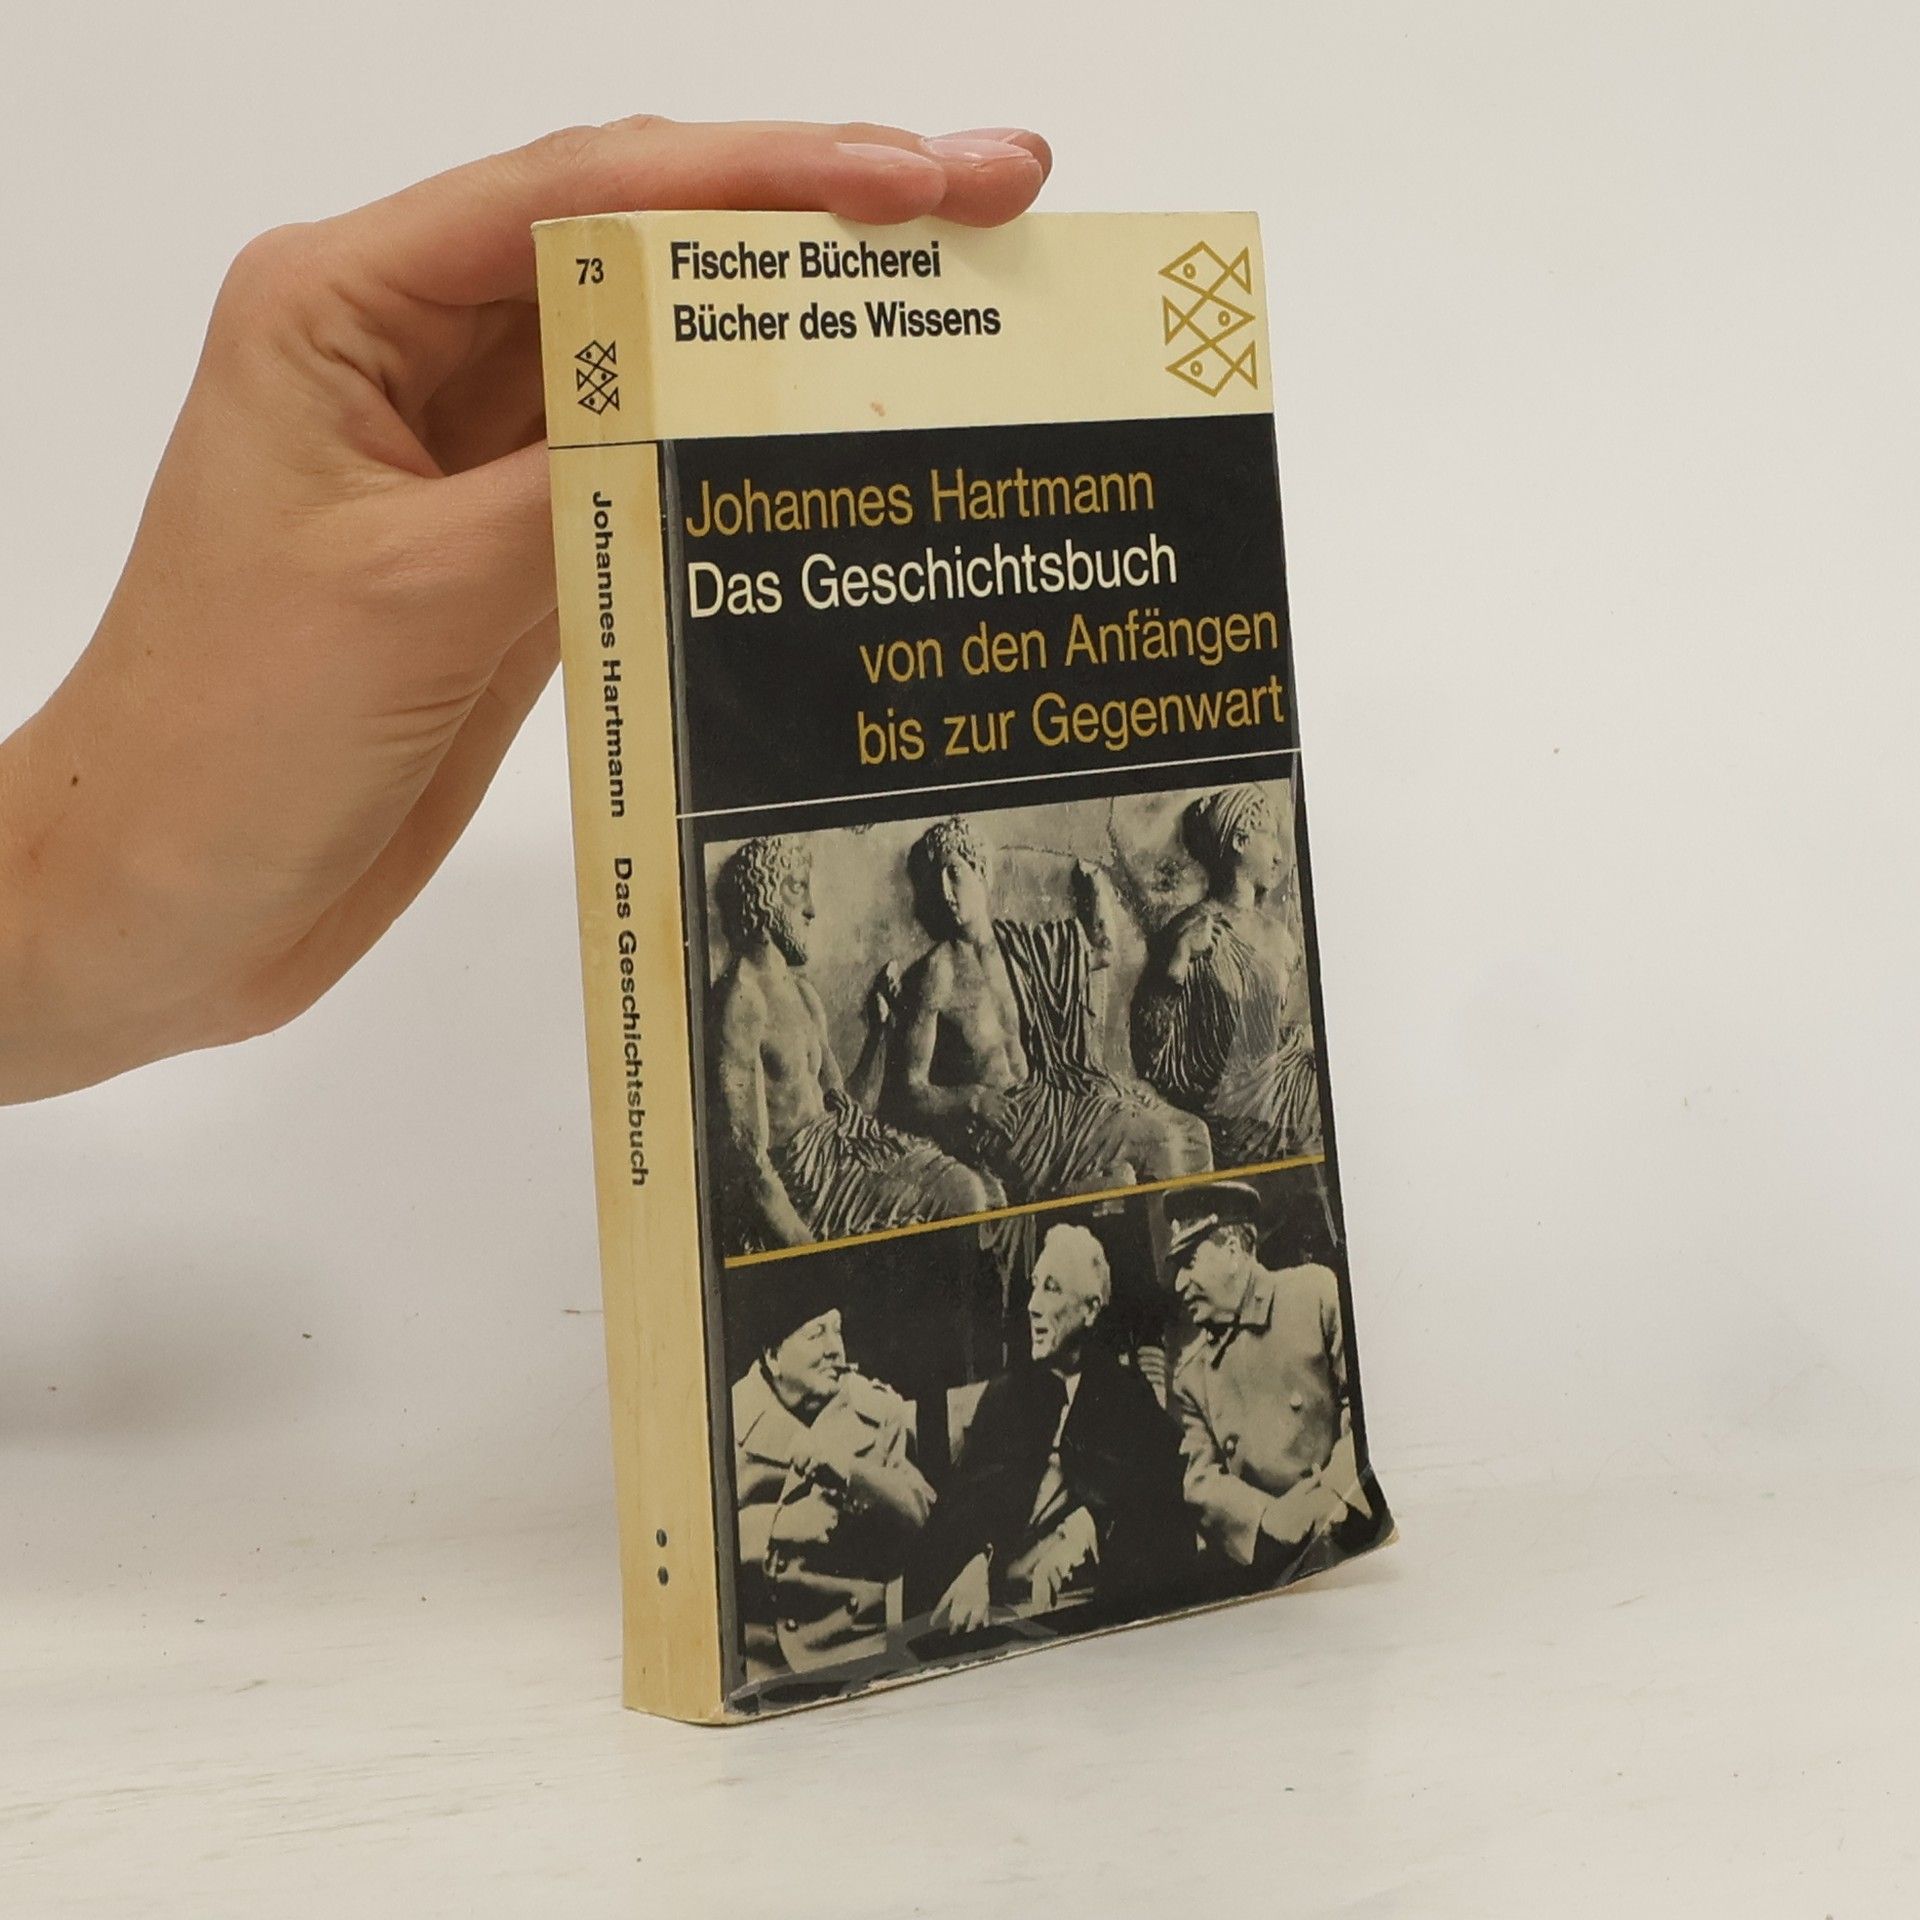 73
Johannes Hartmann Das Geschichtsbuch
Fischer Bücherei
Bücher des Wissens
Johannes Hartmann
Das Geschichtsbuch
von den Anfängen
bis zur Gegenwart